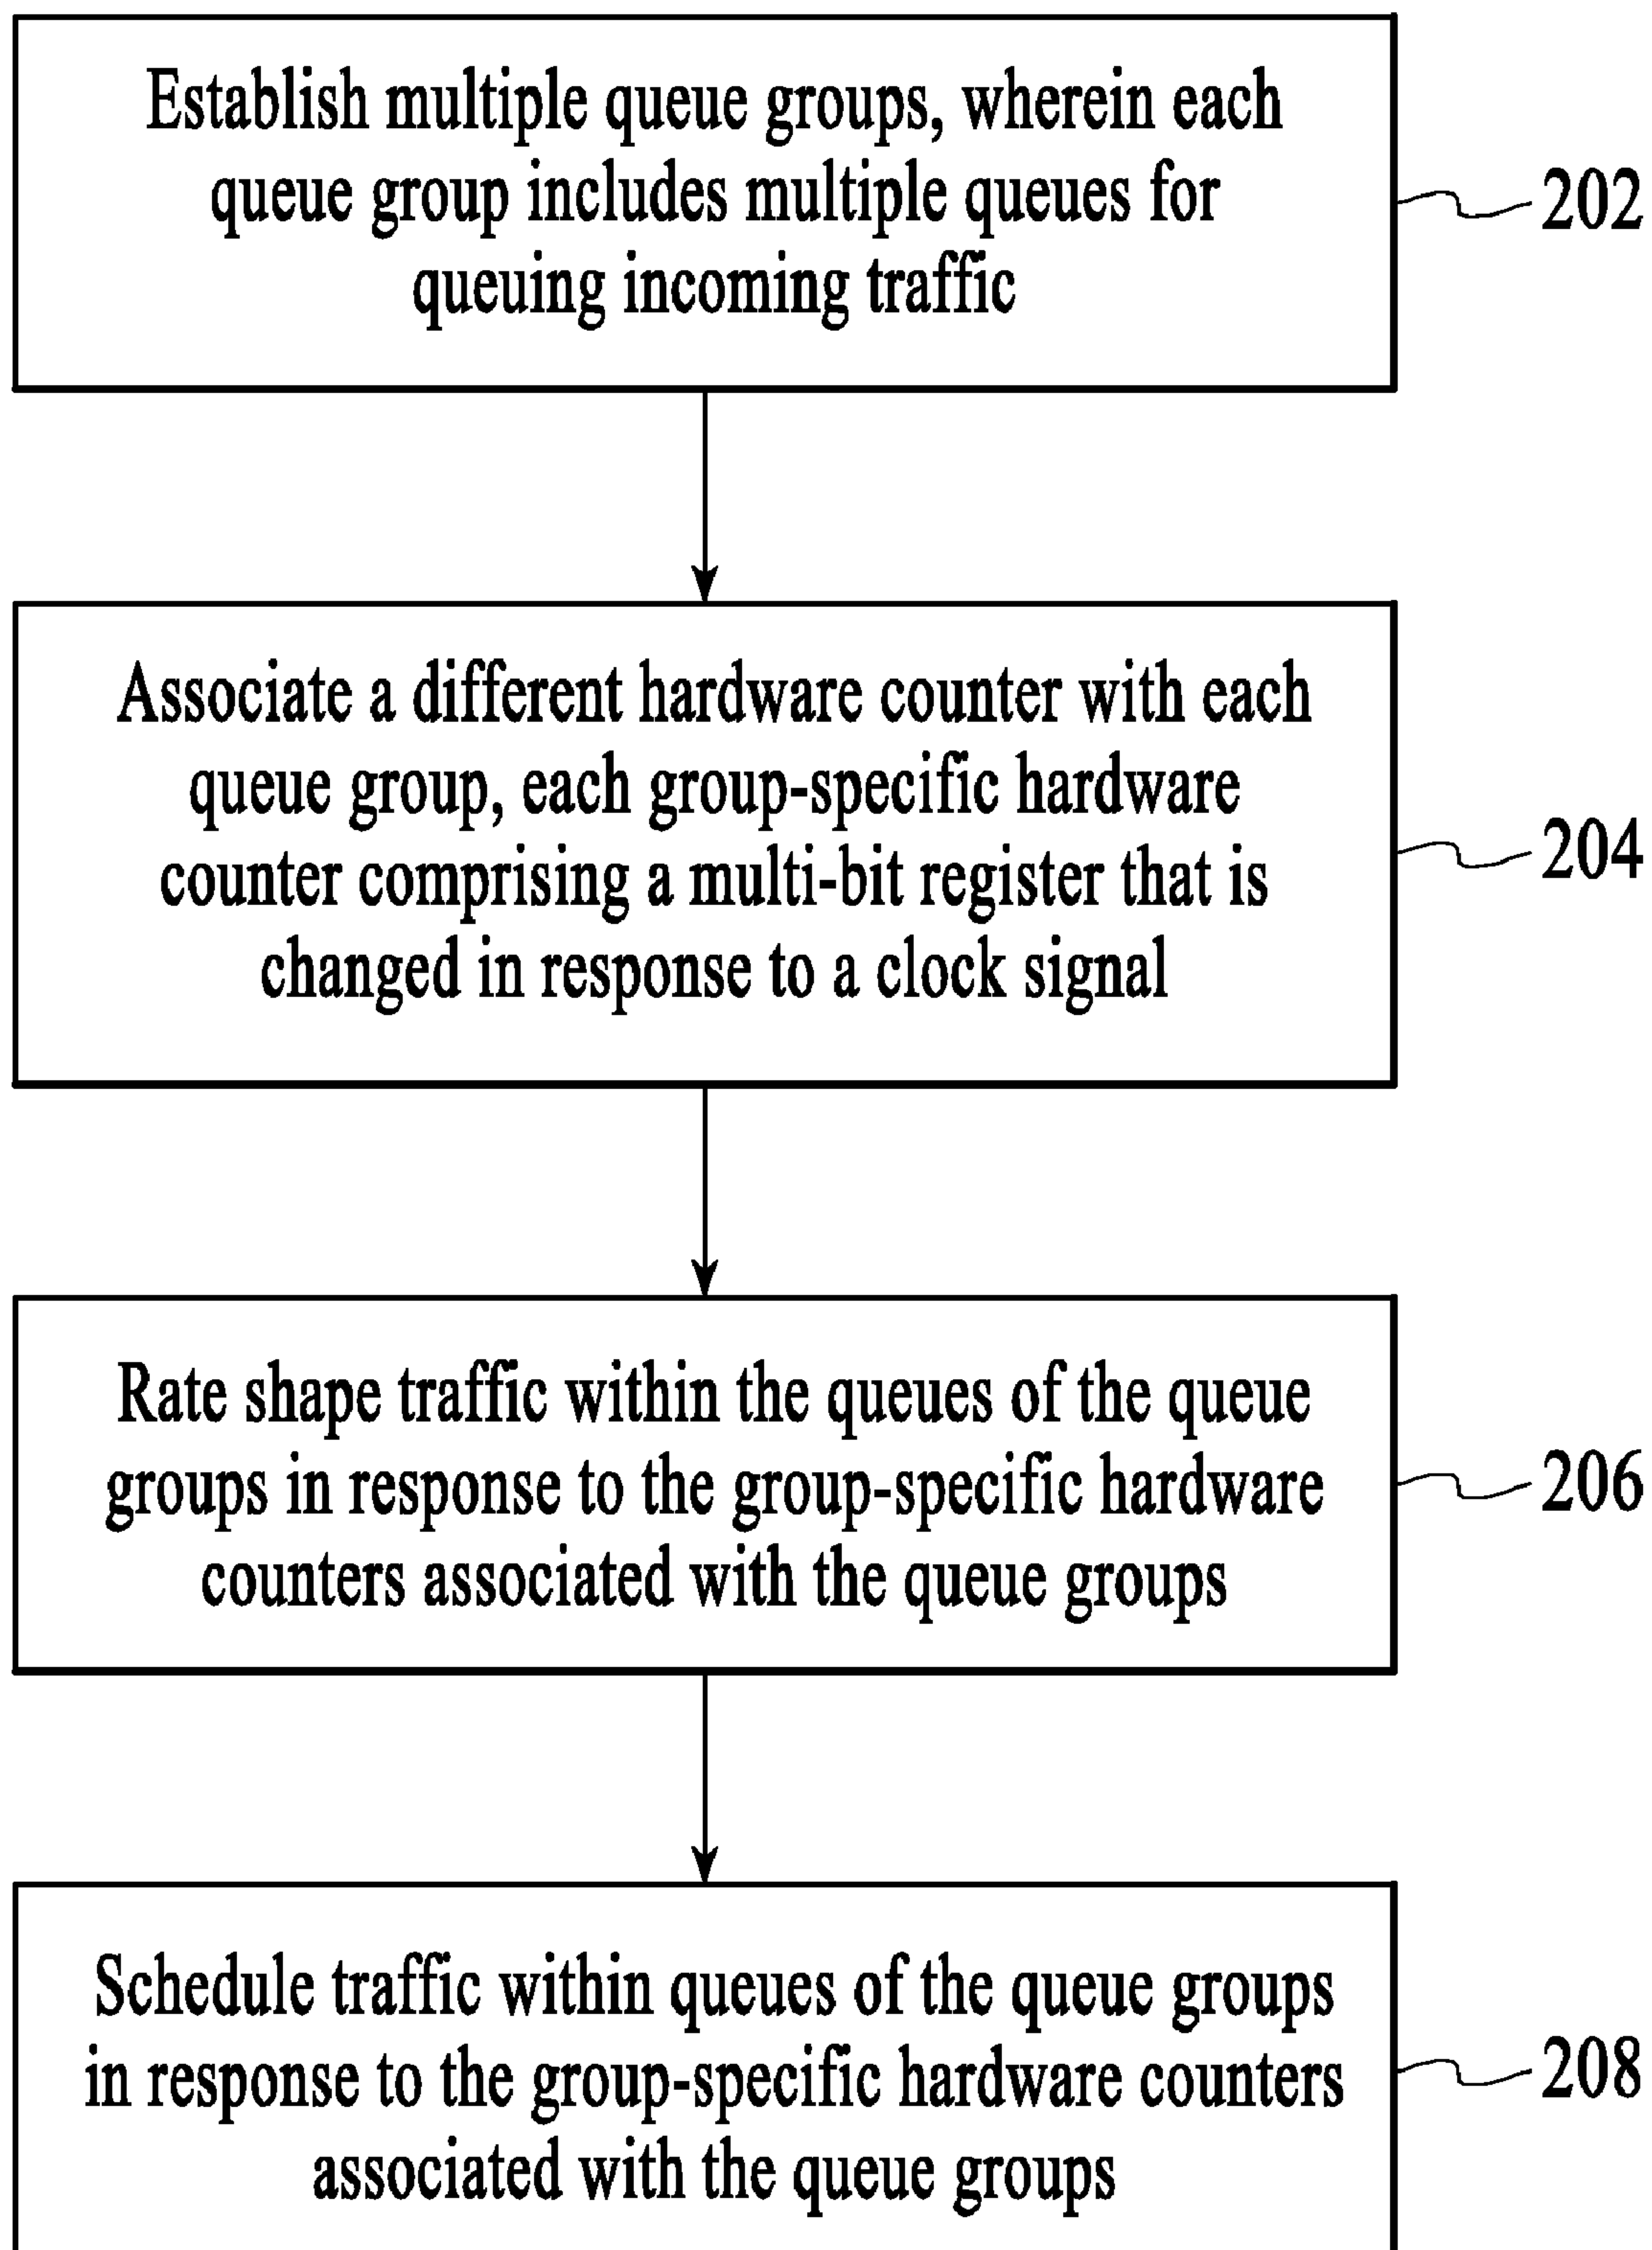 Establish multiple queue groups, wherein each
queue group includes multiple queues for
queuing incoming traffic
202
Associate a different hardware counter with each
queue group, each group-specific hardware
counter comprising a multi-bit register that is
changed in response to a clock signal
204
Rate shape traffic within the queues of the queue
groups in response to the group-specific hardware
counters associated with the queue groups
206
Schedule traffic within queues of the queue groups
in response to the group-specific hardware counters
associated with the queue groups
208